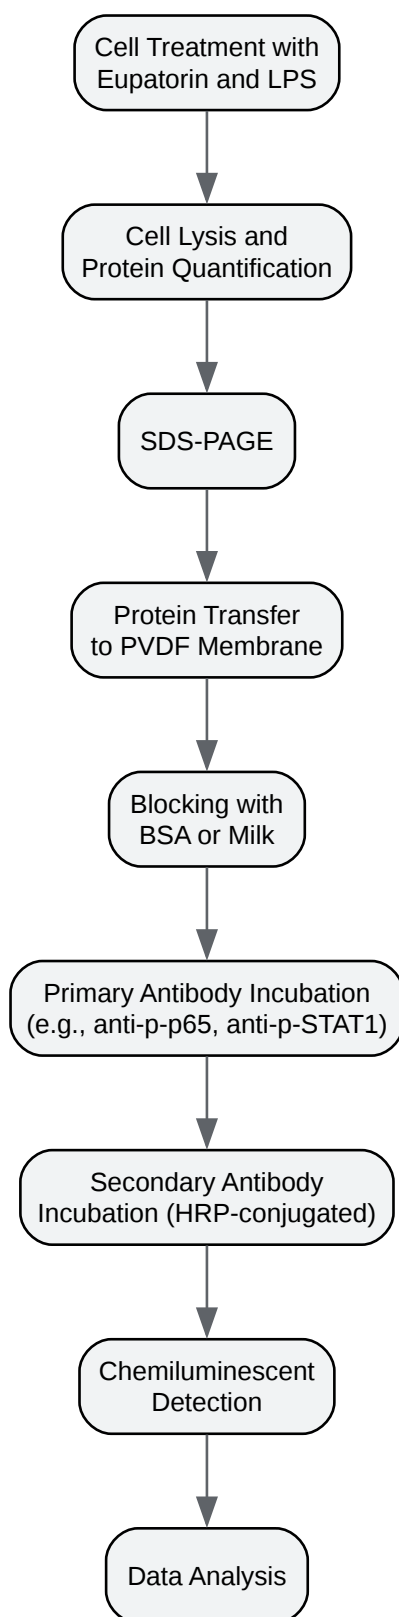 Cell Treatment with
Eupatorin and LPS
Cell Lysis and
Protein Quantification
SDS-PAGE
Protein Transfer
to PVDF Membrane
Blocking with
BSA or Milk
Primary Antibody Incubation
(e.g., anti-p-p65, anti-p-STAT1)
Secondary Antibody
Incubation (HRP-conjugated)
Chemiluminescent
Detection
Data Analysis